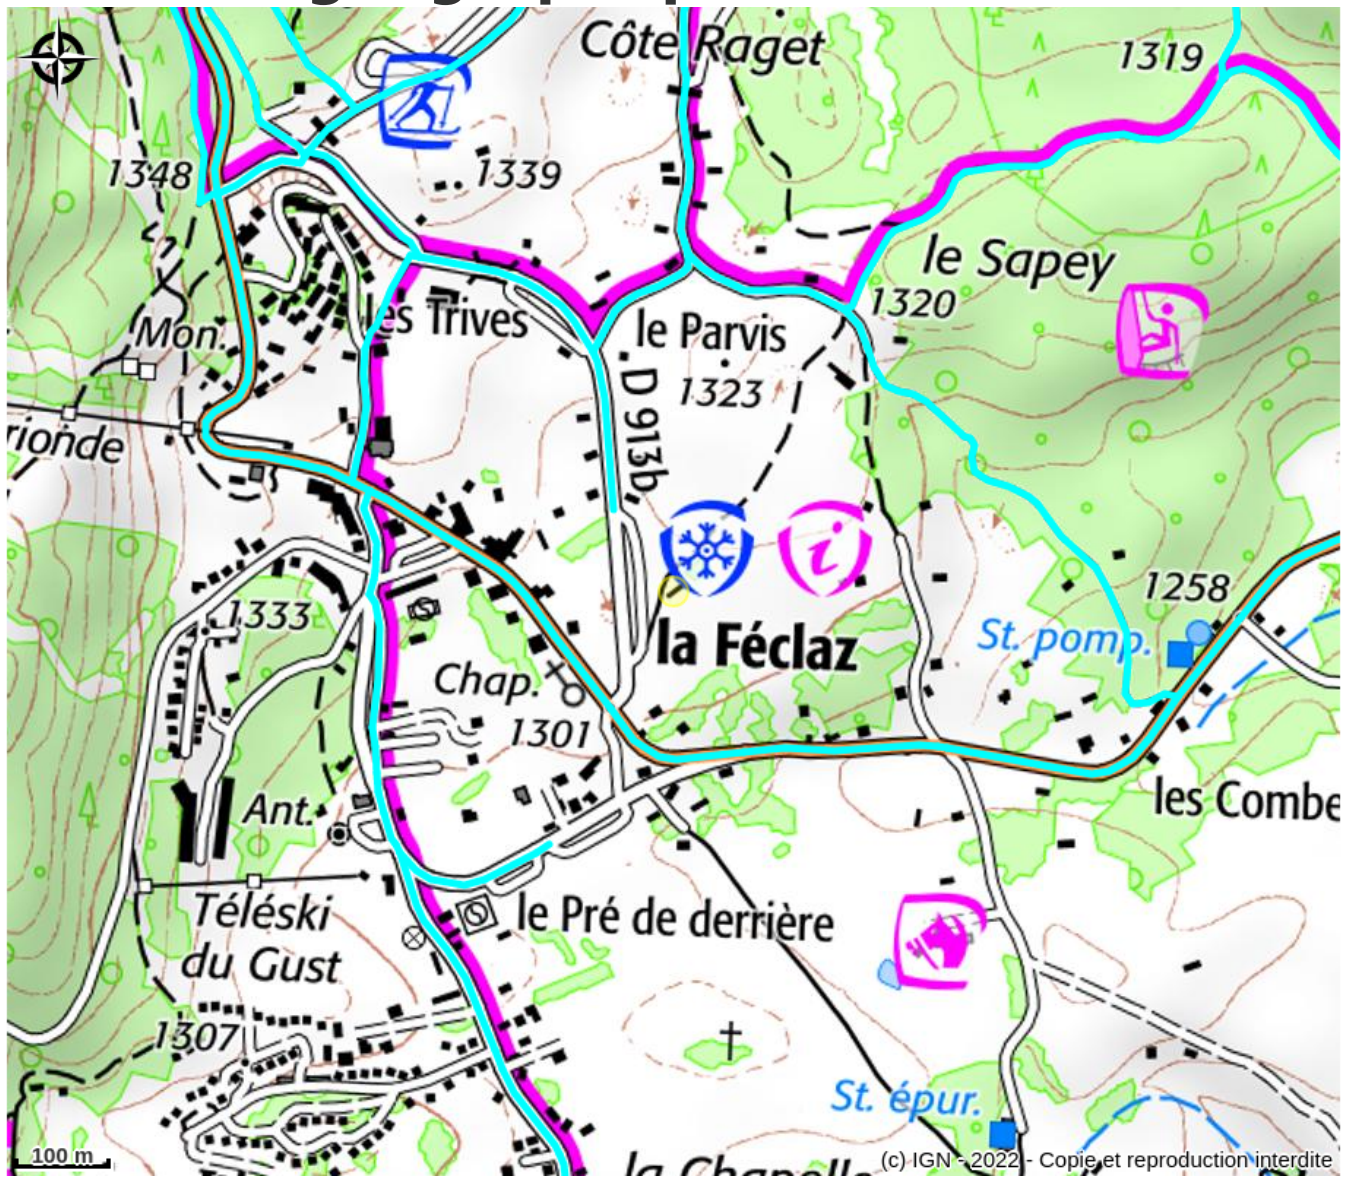 Côte Raget
1319
1348
1339
le Sapey
1320
les Trives
le Parvis
Mon.
1323
D 913b
rionde
1333
1258
St. pomp.
la Féclaz
Chap.
1301
Ant.
les Combe
Téléski
du Gust
le Pré de derrière
1307
St. épur.
100 m
la Chapelle
(c) IGN - 2022 - Copie et reproduction interdite